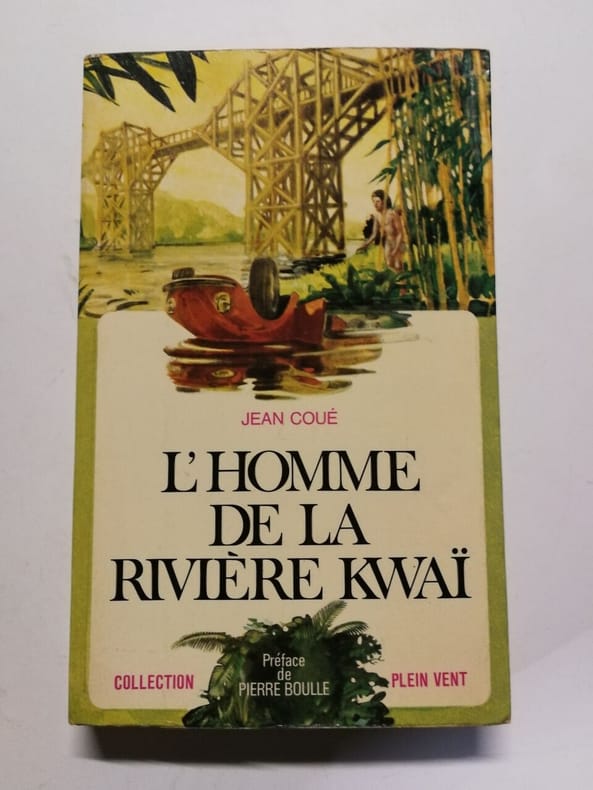 JEAN COUÉ
L'HOMME
DE LA
RIVIÈRE KWAÏ
Préface
de
PIERRE BOULLE
COLLECTION
PLEIN VENT